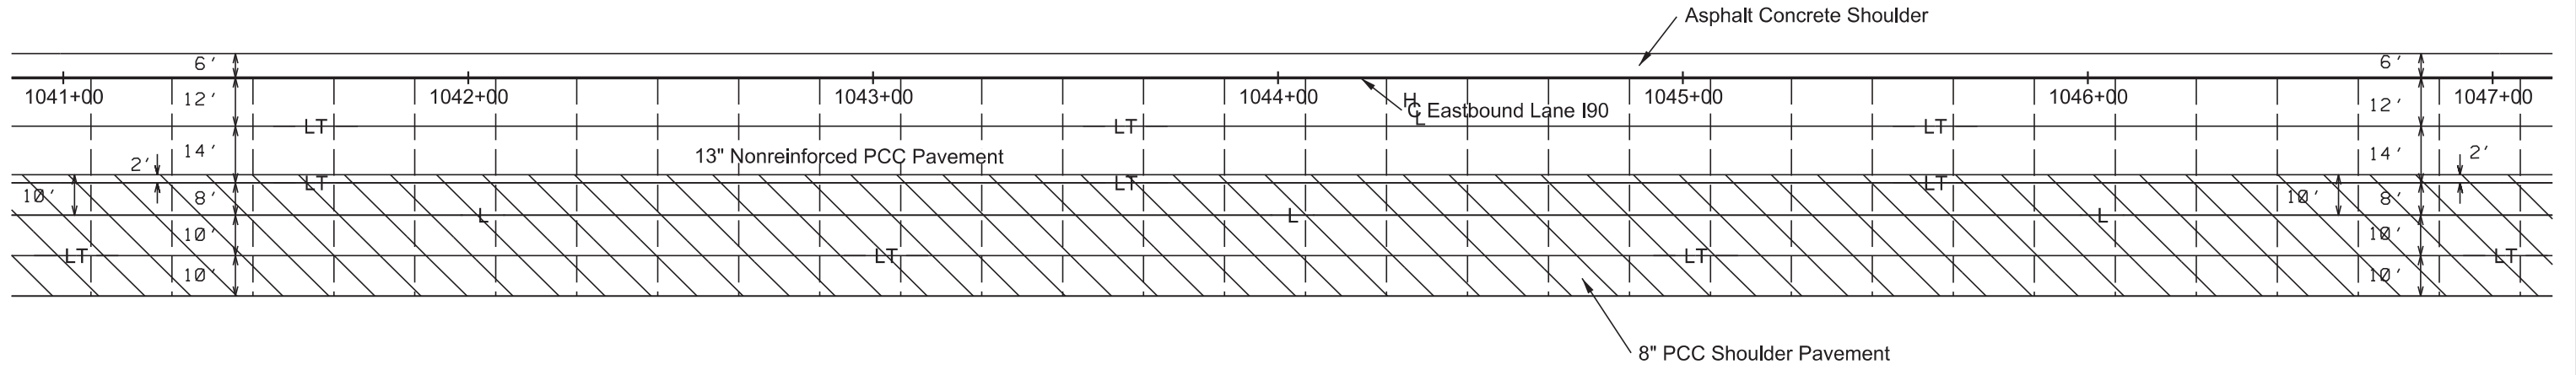 Asphalt Concrete Shoulder
6' 6'
1041+00 12' 1042+00 1043+00 1044+00 H 1045+00 1046+00 12' 1047+00
C Eastbound Lane I90
L
LT LT LT
14' 14'
13" Nonreinforced PCC Pavement
2' 2'
LT LT LT
10' 8' 10' 8'
L L L
10' 10'
LT LT LT LT
10' 10'
8" PCC Shoulder Pavement